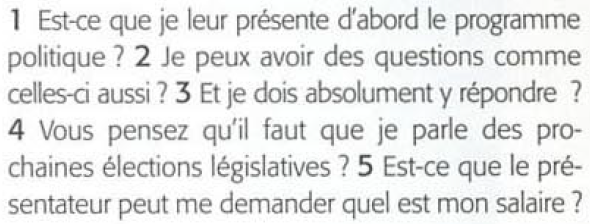 1 Est-ce que je leur présente d'abord le programme
politique ? 2 Je peux avoir des questions comme
celles-ci aussi ? 3 Et je dois absolument y répondre ?
4 Vous pensez qu'il faut que je parle des pro-
chaines élections législatives ? 5 Est-ce que le pré-
sentateur peut me demander quel est mon salaire ?